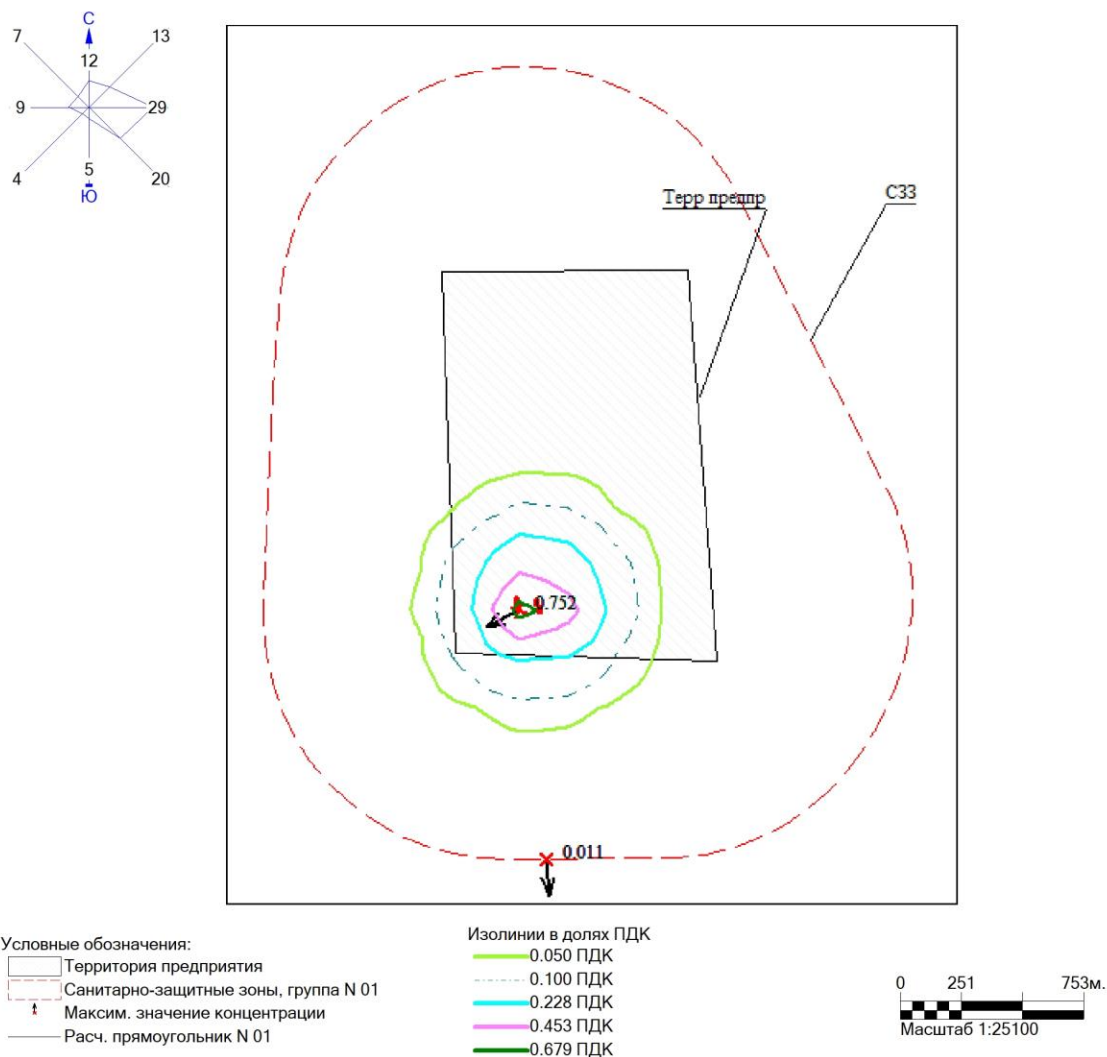 С
7
13
12
9
29
4
5
20
Ю
Терр предпр
СЗЗ
0.752
0.011
Условные обозначения:
Территория предприятия
Санитарно-защитные зоны, группа N 01
Максим. значение концентрации
Расч. прямоугольник N 01
Изолинии в долях ПДК
0.050 ПДК
0.100 ПДК
0.228 ПДК
0.453 ПДК
0.679 ПДК
0 251 753м.
Масштаб 1:25100